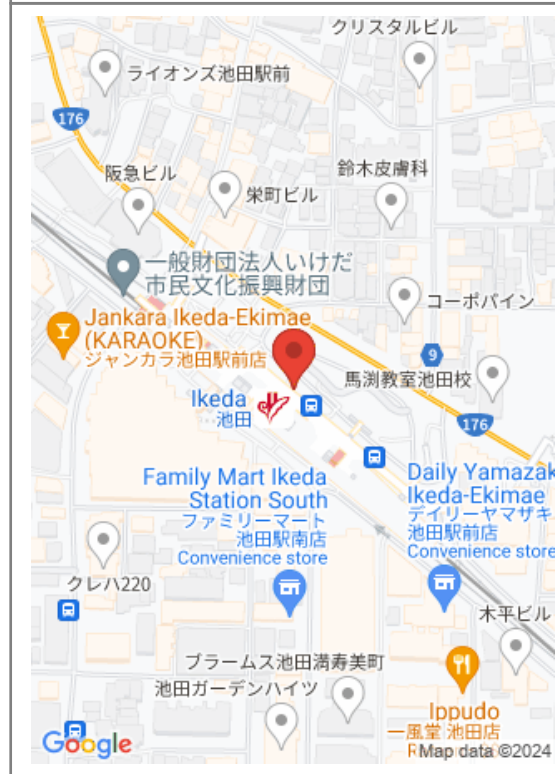 クリスタルビル
ライオンズ池田駅前
176
阪急ビル
鈴木皮膚科
栄町ビル
一般財団法人いけだ
市民文化振興財団
コーポパイン
Jankara Ikeda-Ekimae
(KARAOKE)
ジャンカラ池田駅前店
9
馬渕教室池田校
Ikeda
池田
176
Family Mart Ikeda
Station South
ファミリーマート
池田駅南店
Convenience store
Daily Yamazak
Ikeda-Ekimae
デイリーヤマザキ
池田駅前店
Convenience store
クレハ220
木平ビル
ブラームス池田満寿美町
池田ガーデンハイツ
Ippudo
一風堂 池田店
Google
Map data ©2024